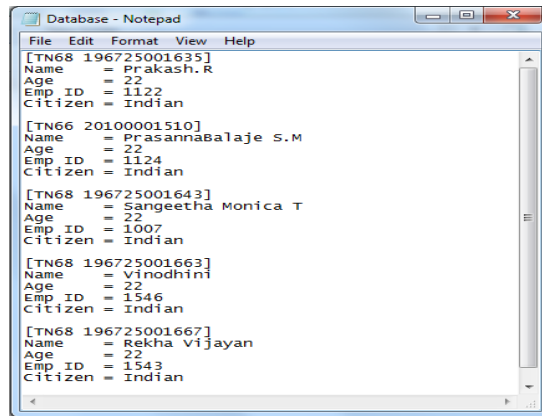 Database - Notepad
File Edit Format View Help
[TN68 196725001635]
Name = Prakash.R
Age = 22
Emp ID = 1122
Citizen = Indian
[TN66 20100001510]
Name = PrasannaBalaje S.M
Age = 22
Emp ID = 1124
Citizen = Indian
[TN68 196725001643]
Name = Sangeetha Monica T
Age = 22
Emp ID = 1007
Citizen = Indian
[TN68 196725001663]
Name = Vinodhini
Age = 22
Emp ID = 1546
Citizen = Indian
[TN68 196725001667]
Name = Rekha Vijayan
Age = 22
Emp ID = 1543
Citizen = Indian